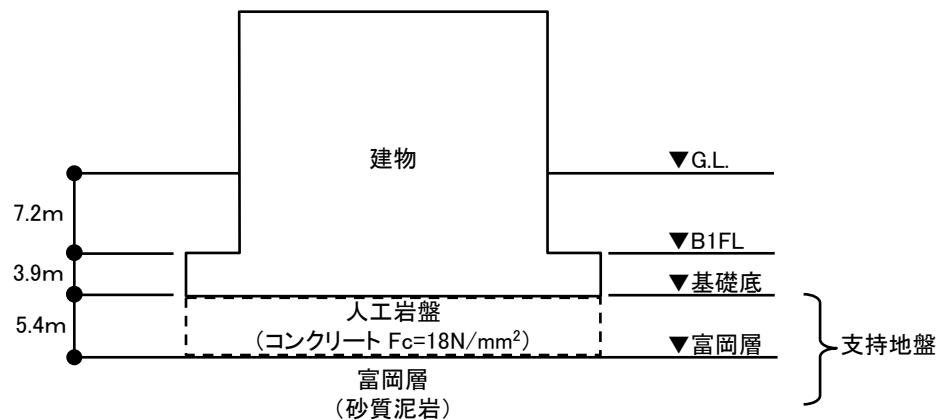 建物
▼G.L.
7.2m
▼B1FL
3.9m
▼基礎底
5.4m
人工岩盤
(コンクリート Fc=18N/mm²)
▼富岡層
支持地盤
富岡層
(砂質泥岩)